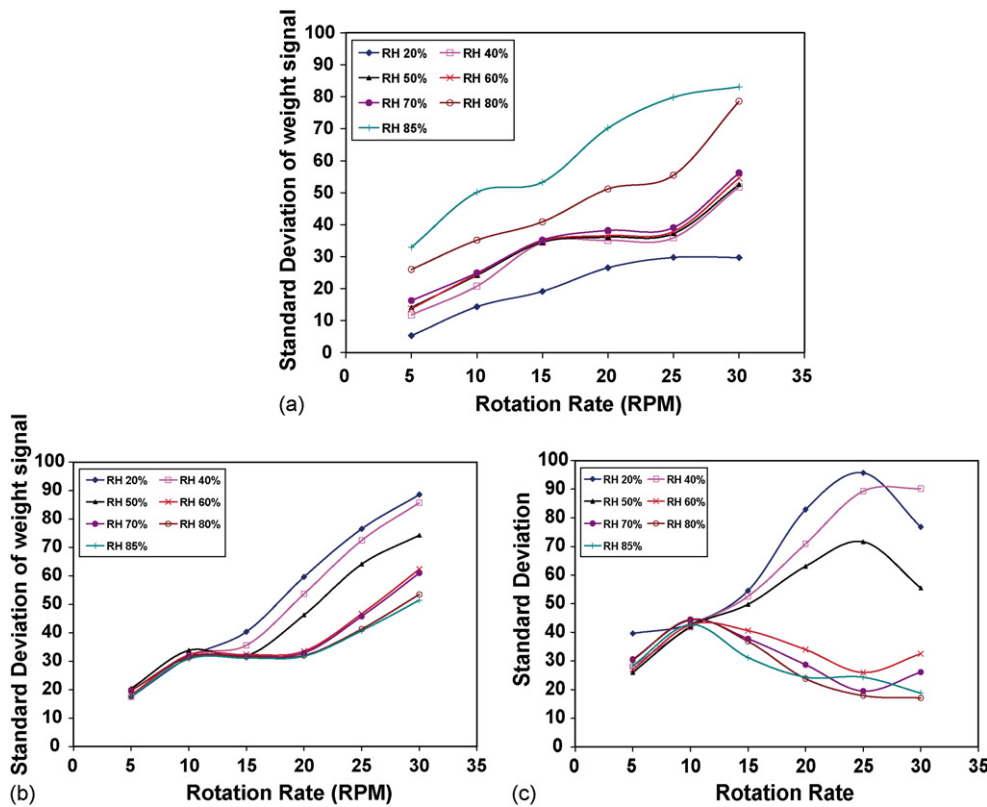 Standard Deviation of weight signal
100
90
80
70
60
50
40
30
20
10
0
RH 20%
RH 40%
RH 50%
RH 60%
RH 70%
RH 80%
RH 85%
0
5
10
15
20
25
30
35
Rotation Rate (RPM)
(a)
Standard Deviation of weight signal
100
90
80
70
60
50
40
30
20
10
0
RH 20%
RH 40%
RH 50%
RH 60%
RH 70%
RH 80%
RH 85%
0
5
10
15
20
25
30
35
Rotation Rate (RPM)
(b)
Standard Deviation
100
90
80
70
60
50
40
30
20
10
0
RH 20%
RH 40%
RH 50%
RH 60%
RH 70%
RH 80%
RH 85%
0
5
10
15
20
25
30
35
Rotation Rate
(c)